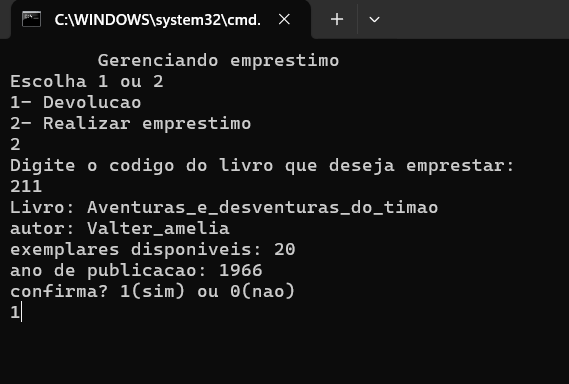 C:\WINDOWS\system32\cmd.
Gerenciando emprestimo
Escolha 1 ou 2
1- Devolucao
2- Realizar emprestimo
2
Digite o codigo do livro que deseja emprestar:
211
Livro: Aventuras_e_desventuras_do_timao
autor: Valter_amelia
exemplares disponiveis: 20
ano de publicacao: 1966
confirma? 1(sim) ou 0(nao)
1